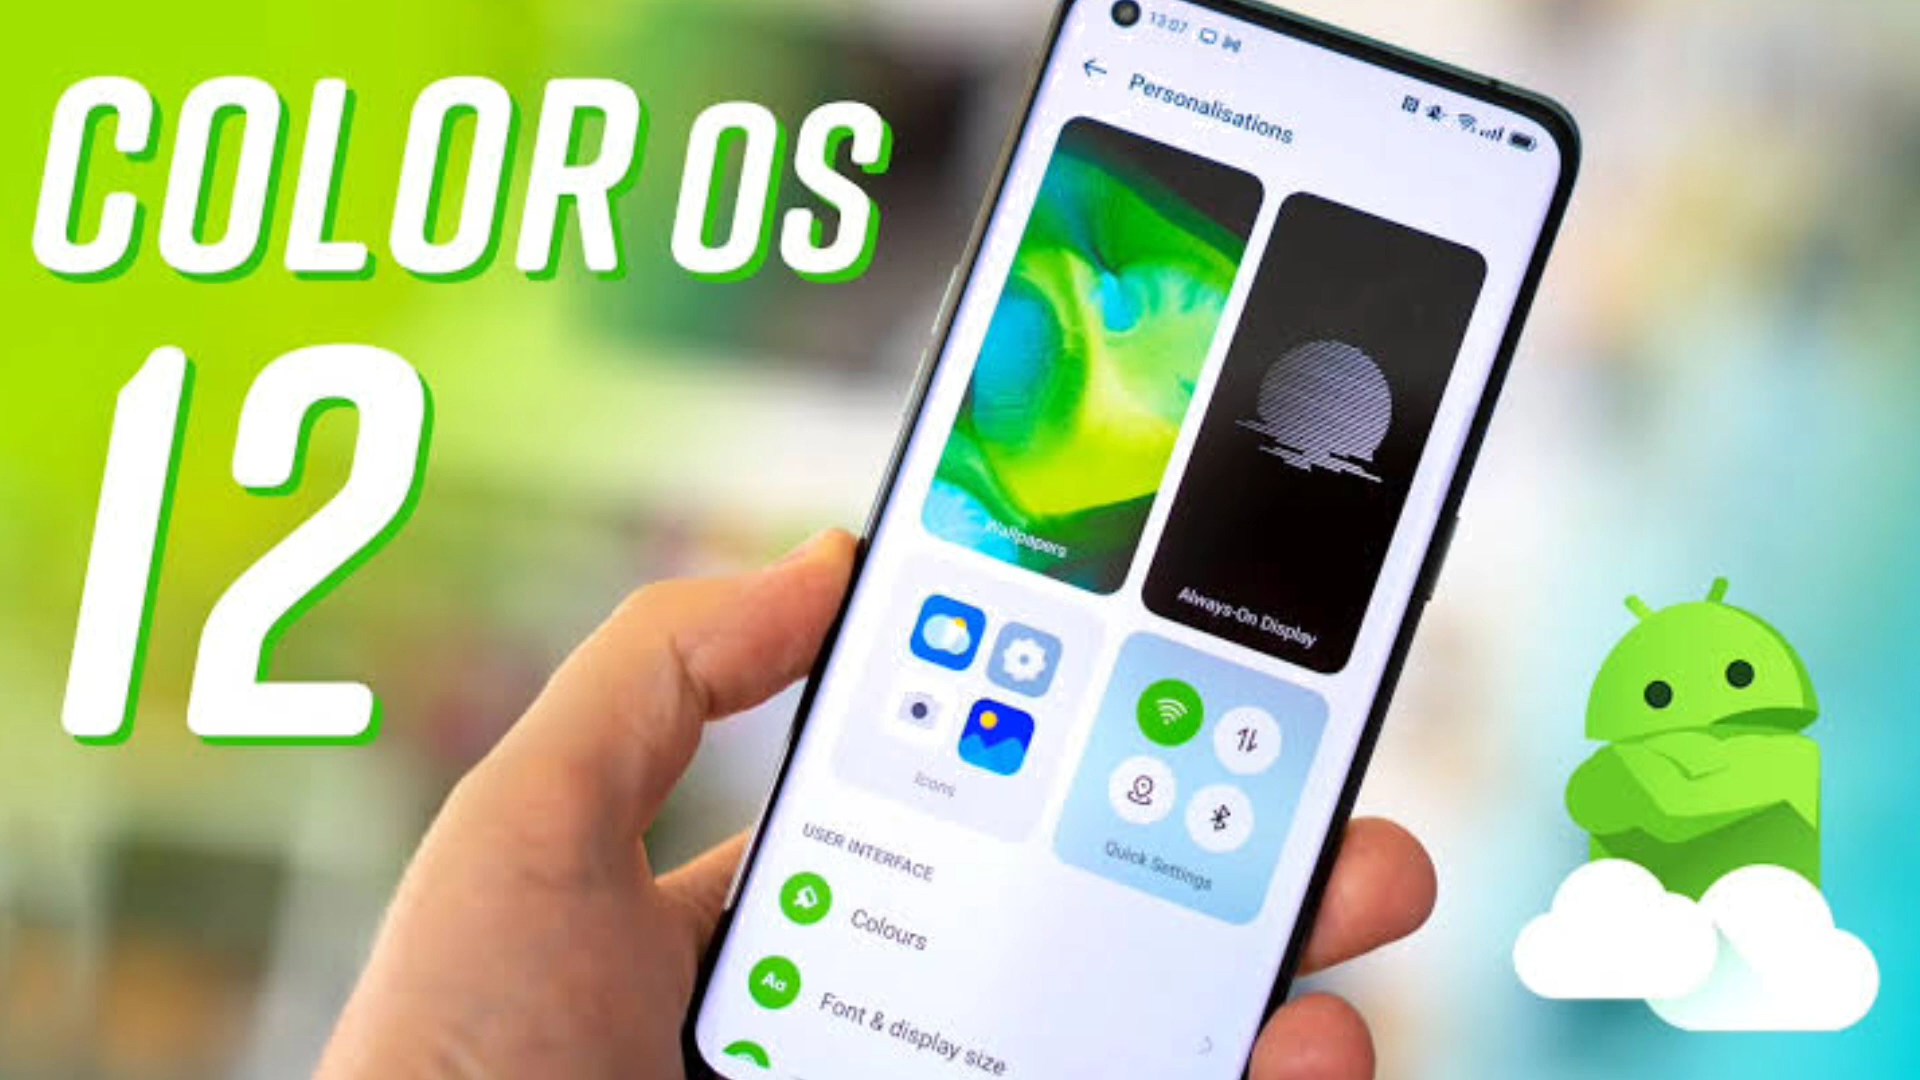 COLOR OS
12
13:07
Personalisations
Wallpapers
Always-On Display
Icons
Quick Settings
USER INTERFACE
Colours
Aa
Font & display size